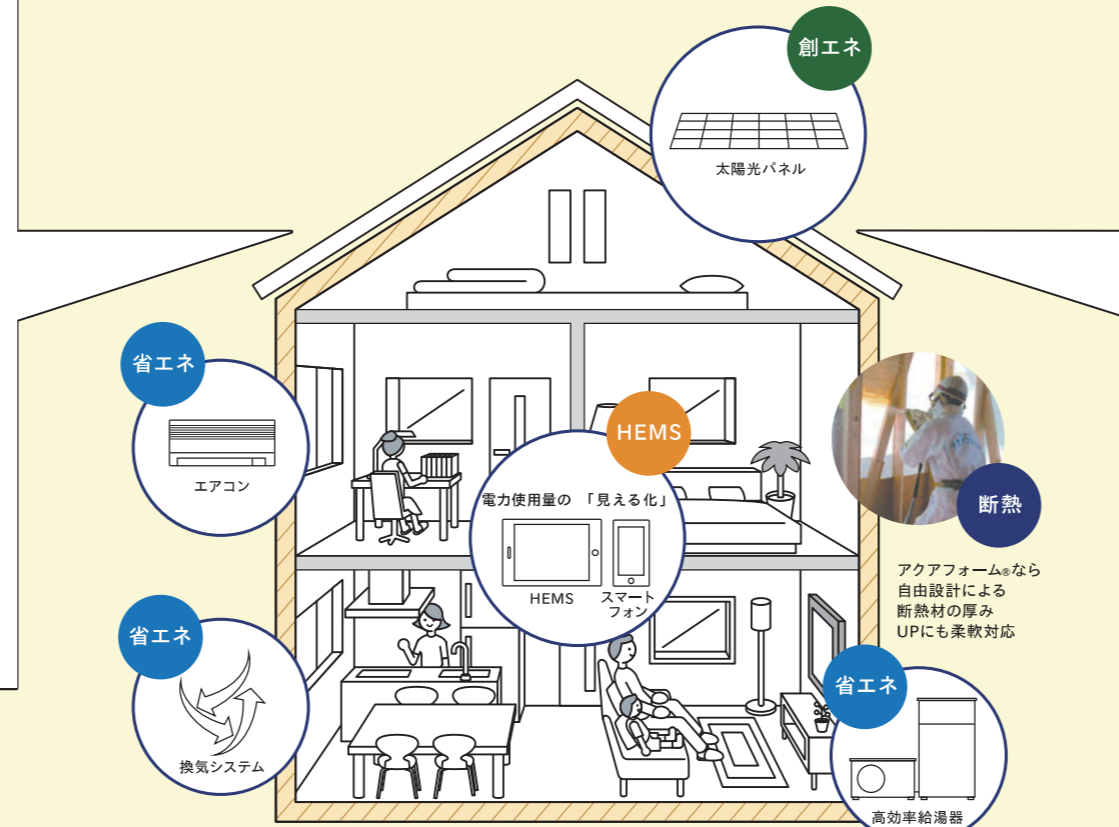 創エネ
太陽光パネル
省エネ
エアコン
HEMS
電力使用量の 「見える化」
HEMS
スマート
フォン
断熱
アクアフォーム®なら
自由設計による
断熱材の厚み
UPにも柔軟対応
省エネ
換気システム
省エネ
高効率給湯器